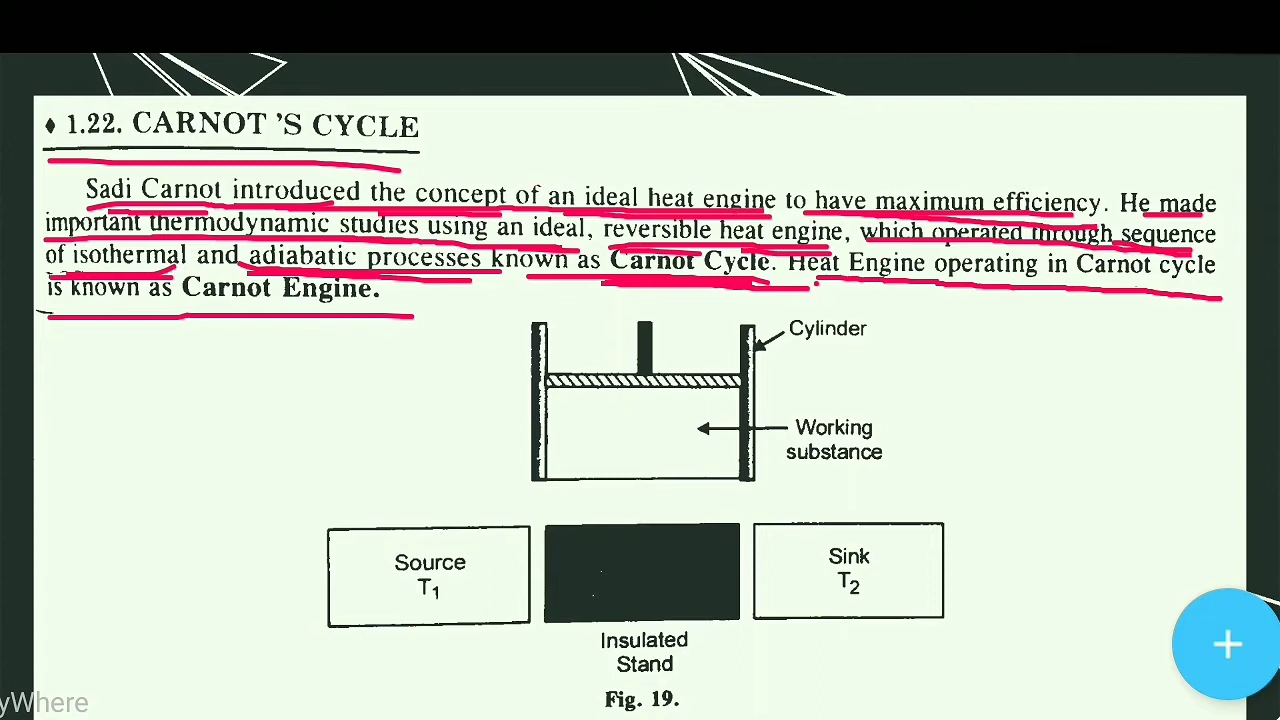 ♦ 1.22. CARNOT 'S CYCLE
Sadi Carnot introduced the concept of an ideal heat engine to have maximum efficiency. He made
important thermodynamic studies using an ideal, reversible heat engine, which operated through sequence
of isothermal and adiabatic processes known as Carnot Cycle. Heat Engine operating in Carnot cycle
is known as Carnot Engine.
Cylinder
Working
substance
Source
T₁
Sink
T₂
Insulated
Stand
Fig. 19.
yWhere